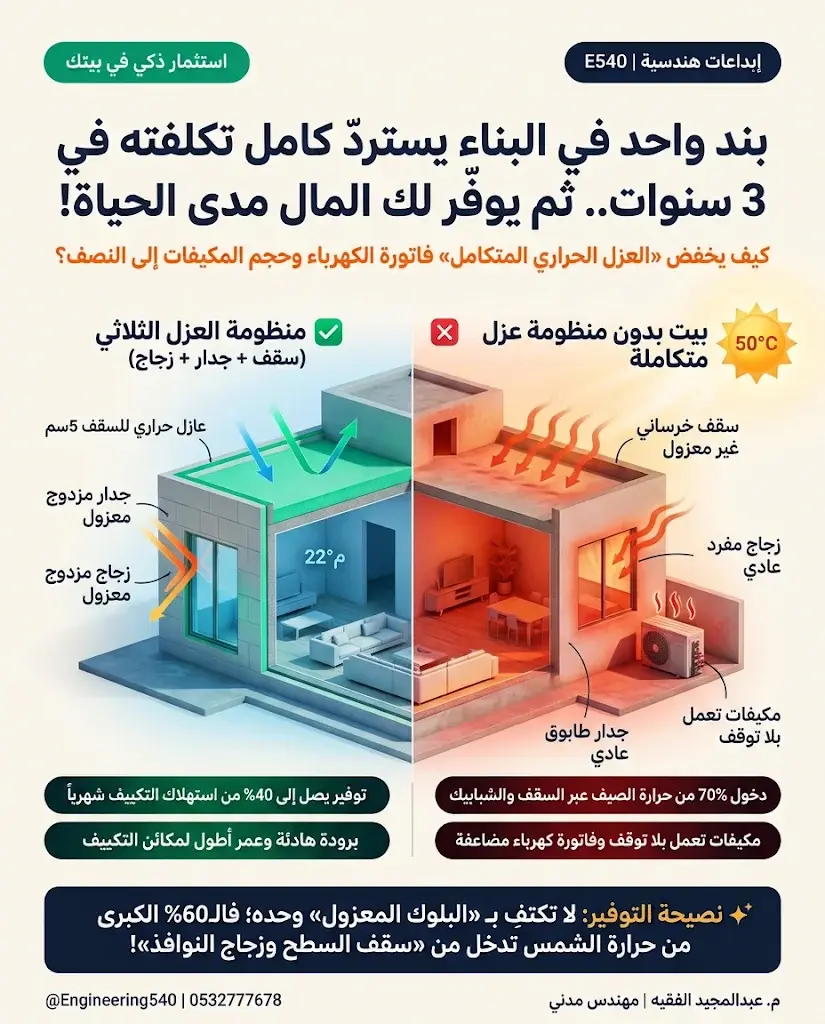 إبداعات هندسية | E540
استثمار ذكي في بيتك
بند واحد في البناء يستردّ كامل تكلفته في
3 سنوات.. ثم يوفّر لك المال مدى الحياة!
كيف يخفض «العزل الحراري المتكامل» فاتورة الكهرباء وحجم المكيفات إلى النصف؟
50°C
بيت بدون منظومة عزل
متكاملة
سقف خرساني
غير معزول
زجاج مفرد
عادي
مكيفات تعمل
بلا توقف
جدار طابوق
عادي
منظومة العزل الثلاثي
(سقف + جدار + زجاج)
عازل حراري للسقف 5سم
جدار مزدوج
معزول
زجاج مزدوج
معزول
22°م
دخول 70% من حرارة الصيف عبر السقف والشبابيك
مكيفات تعمل بلا توقف وفاتورة كهرباء مضاعفة
توفير يصل إلى 40% من استهلاك التكييف شهرياً
برودة هادئة وعمر أطول لمكائن التكييف
نصيحة التوفير: لا تكتفِ بـ «البلوك المعزول» وحده؛ فالـ60% الكبرى
من حرارة الشمس تدخل من «سقف السطح وزجاج النوافذ»!
م. عبدالمجيد الفقيه | مهندس مدني
@Engineering540 | 0532777678